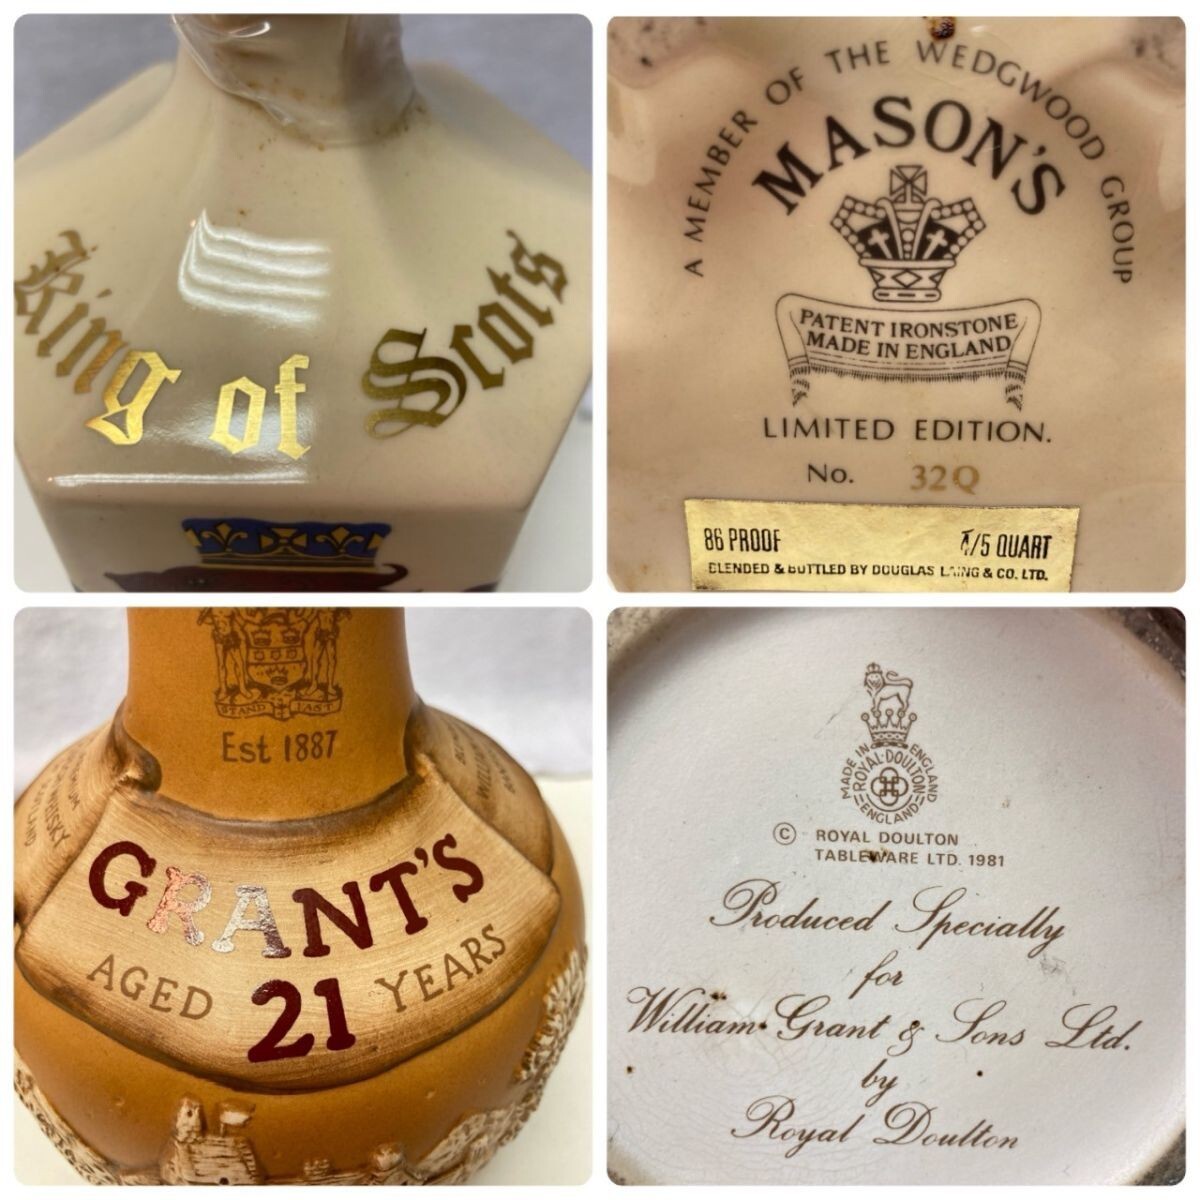 King of Scots
A MEMBER OF THE WEDGWOOD GROUP
MASON'S
PATENT IRONSTONE
MADE IN ENGLAND
LIMITED EDITION.
No. 32Q
86 PROOF 4/5 QUART
BLENDED & BOTTLED BY DOUGLAS LAING & CO. LTD.
STAND FAST
Est 1887
WHISKY
GRANT'S
AGED 21 YEARS
MADE IN ENGLAND
ROYAL·DOULTON
ENGLAND
© ROYAL DOULTON
TABLEWARE LTD. 1981
Produced Specially
for
William Grant & Sons Ltd.
by
Royal Doulton